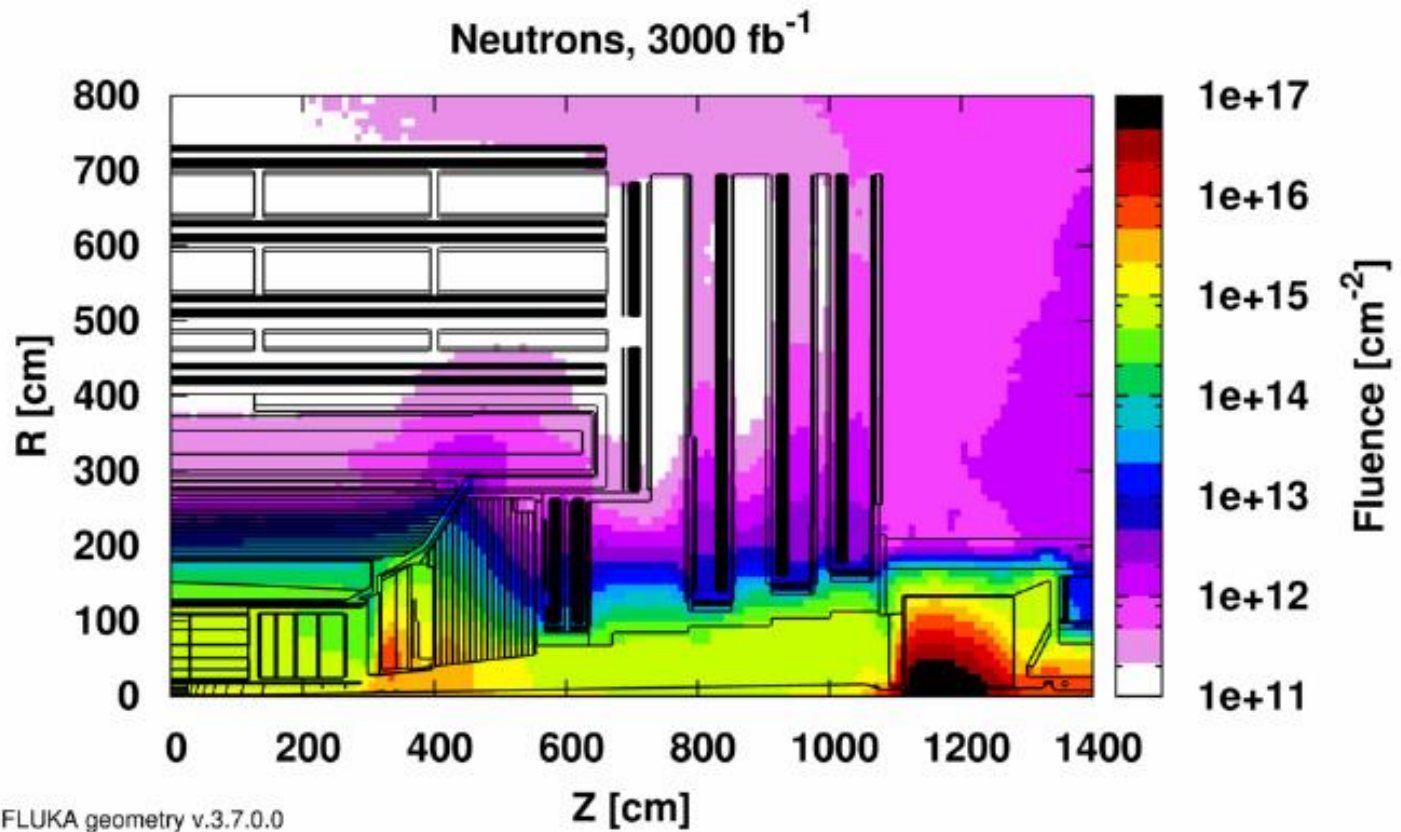 Neutrons, 3000 fb-1
800
700
600
500
400
300
200
100
0
R [cm]
0 200 400 600 800 1000 1200 1400
Z [cm]
1e+17
1e+16
1e+15
1e+14
1e+13
1e+12
1e+11
Fluence [cm-2]
FLUKA geometry v.3.7.0.0